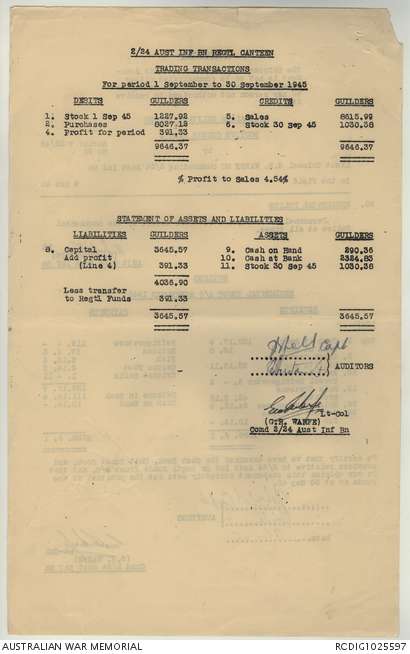 2/24 AUST INF BN REGTL CANTEEN
TRADING TRANSACTIONS
For period 1 September to 30 September 1945
DEBITS GUILDERS CREDITS GUILDERS
1. Stock 1 Sep 45 1227.92 5. Sales 8615.99
2. Purchases 8027.12 6. Stock 30 Sep 45 1030.38
4. Profit for period 391.33
9646.37 9646.37
% Profit to Sales 4.54%
STATEMENT OF ASSETS AND LIABILITIES
LIABILITIES GUILDERS ASSETS GUILDERS
8. Capital 3645.57 9. Cash on Hand 290.36
Add profit 10. Cash at Bank 2324.83
(Line 4) 391.33 11. Stock 30 Sep 45 1030.38
4036.90
Less transfer
to Regtl Funds 391.33
3645.57 3645.57
Capt
AUDITORS
Lt
Lt-Col
(G.R. WARFE)
Comd 2/24 Aust Inf Bn
AUSTRALIAN WAR MEMORIAL RCDIG1025597